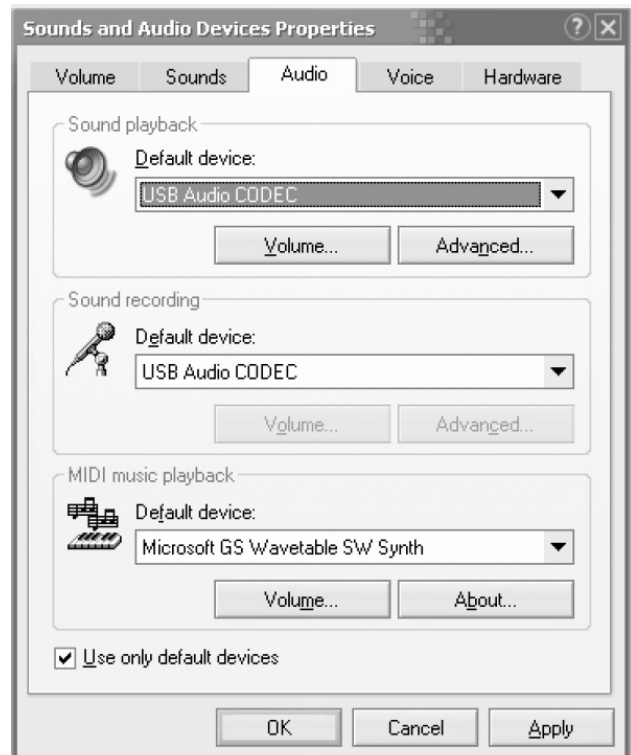 Sounds and Audio Devices Properties
Volume Sounds Audio Voice Hardware
Sound playback
Default device:
USB Audio CODEC
Volume... Advanced...
Sound recording
Default device:
USB Audio CODEC
Volume... Advanced...
MIDI music playback
Default device:
Microsoft GS Wavetable SW Synth
Volume... About...
Use only default devices
OK Cancel Apply